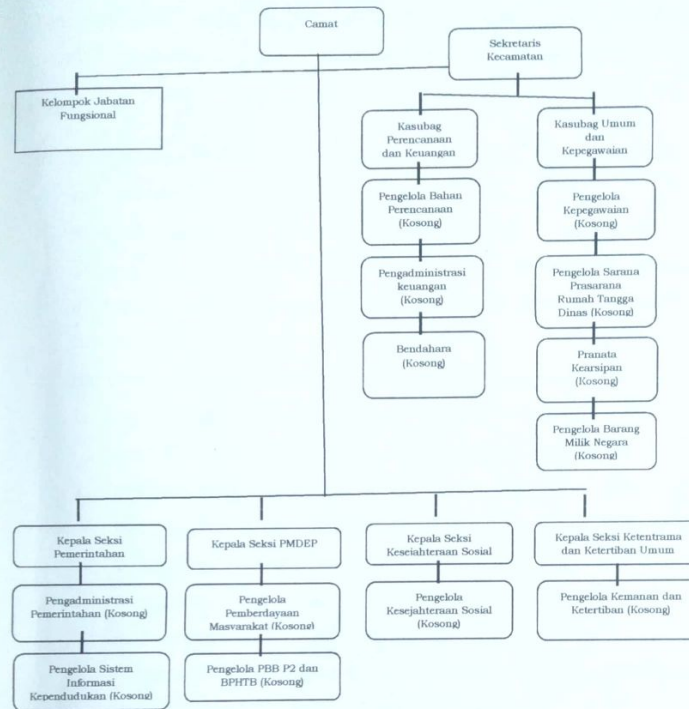 Camat
Sekretaris
Kecamatan
Kelompok Jabatan
Fungsional
Kasubag
Perencanaan
dan Keuangan
Kasubag Umum
dan
Kepegawaian
Pengelola Bahan
Perencanaan
(Kosong)
Pengelola
Kepegawaian
(Kosong)
Pengadministrasi
keuangan
(Kosong)
Pengelola Sarana
Prasarana
Rumah Tangga
Dinas (Kosong)
Bendahara
(Kosong)
Pranata
Kearsipan
(Kosong)
Pengelola Barang
Milik Negara
(Kosong)
Kepala Seksi
Pemerintahan
Kepala Seksi PMDEP
Kepala Seksi
Kesejahteraan Sosial
Kepala Seksi Ketentrama
dan Ketertiban Umum
Pengadministrasi
Pemerintahan (Kosong)
Pengelola
Pemberdayaan
Masyarakat (Kosong)
Pengelola
Kesejahteraan Sosial
(Kosong)
Pengelola Kemanan dan
Ketertiban (Kosong)
Pengelola Sistem
Informasi
Kependudukan (Kosong)
Pengelola PBB P2 dan
BPHTB (Kosong)